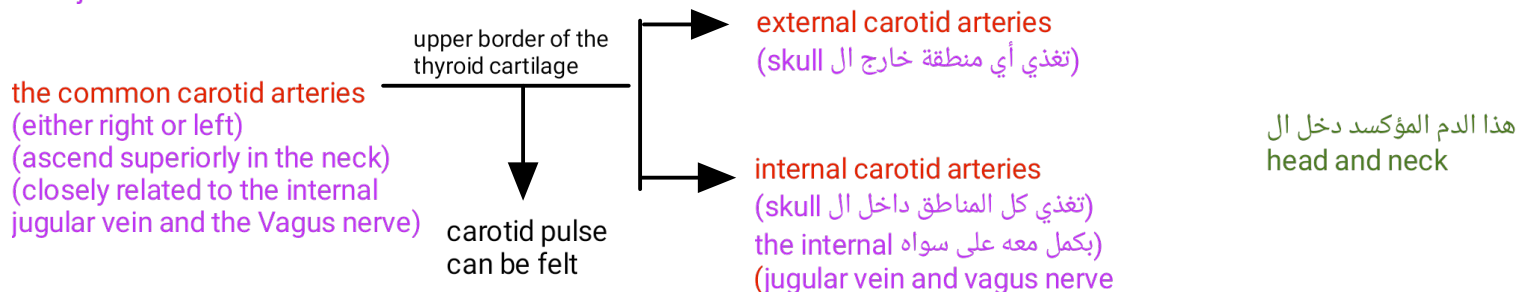 the common carotid arteries
(either right or left)
(ascend superiorly in the neck)
(closely related to the internal
jugular vein and the Vagus nerve)
upper border of the
thyroid cartilage
carotid pulse
can be felt
external carotid arteries
(تغذي أي منطقة خارج ال skull)
internal carotid arteries
(تغذي كل المناطق داخل ال skull)
(بكمل معه على سواه the internal
jugular vein and vagus nerve)
هذا الدم المؤكسد دخل ال
head and neck